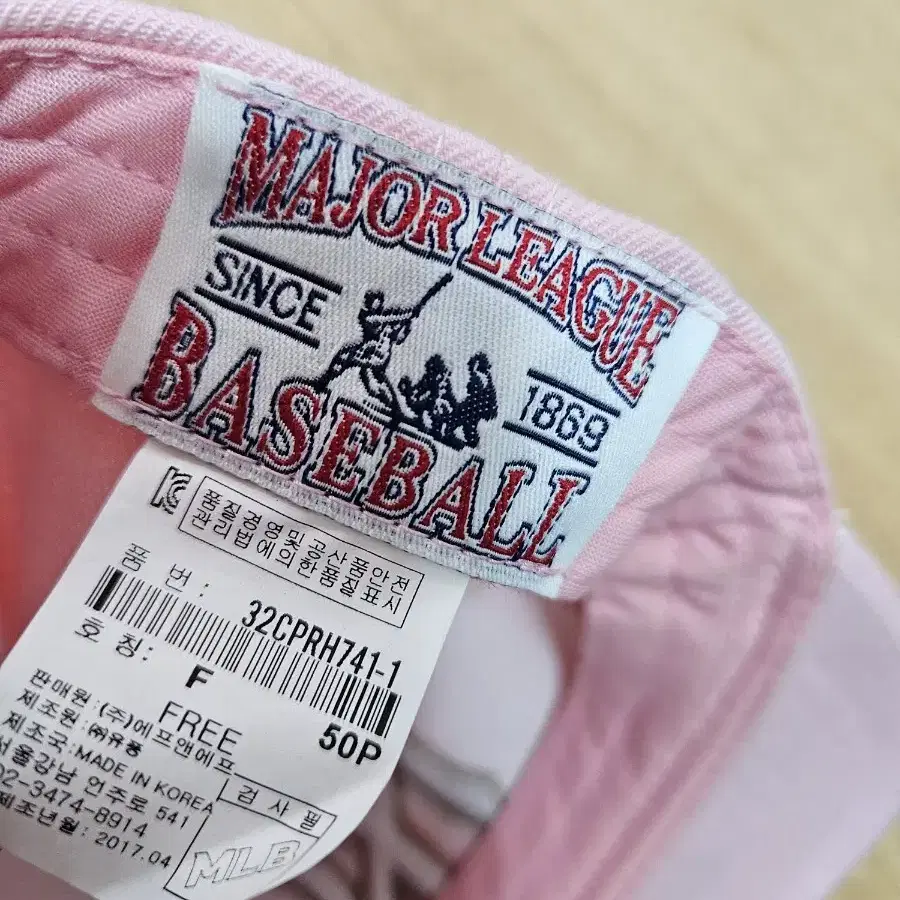 MAJOR LEAGUE
SINCE 1869
BASEBALL
품질경영및공산품안전
관리법에의한품질표시
품 번 : 32CPRH741-1
호 칭: F 50P
FREE
판매원:(주)에프앤에프
제조원:㈜유풍
제조국:MADE IN KOREA
서울강남 언주로 541
02-3474-8914
제조년월: 2017.04
검 사 필
MLB